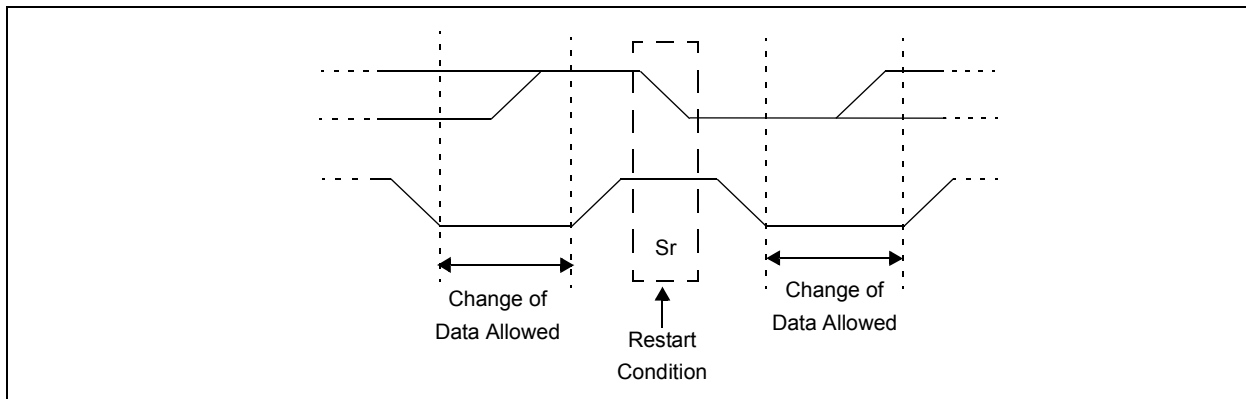 Sr
Change of
Data Allowed
Restart
Condition
Change of
Data Allowed